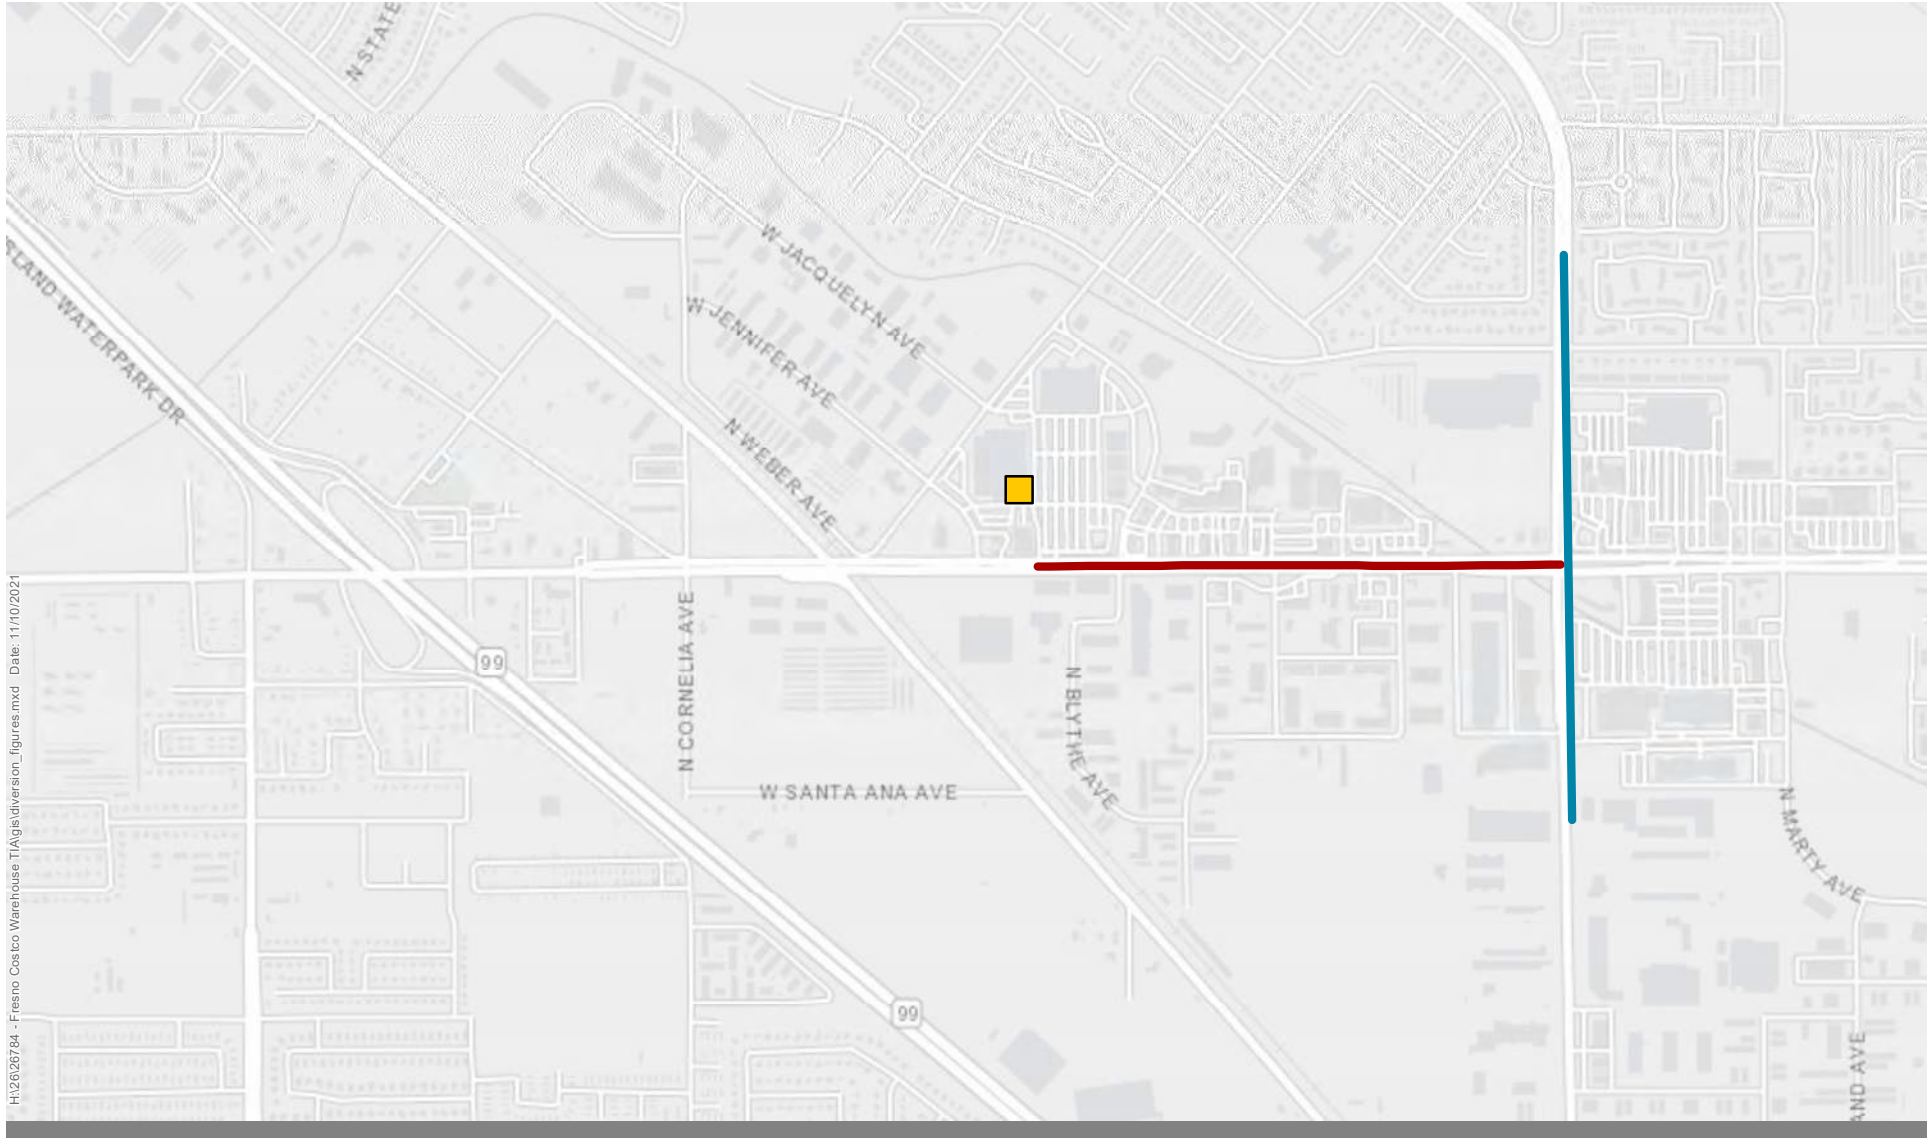 N STATE
RLAND WATERPARK DR
W JACQUELYN AVE
W JENNIFER AVE
N WEBER AVE
99
N CORNELIA AVE
N BLYTHE AVE
W SANTA ANA AVE
N MARTY AVE
99
AND AVE
H:\26\26784 - Fresno Costco Warehouse TIA\gis\diversion_figures.mxd Date: 11/10/2021